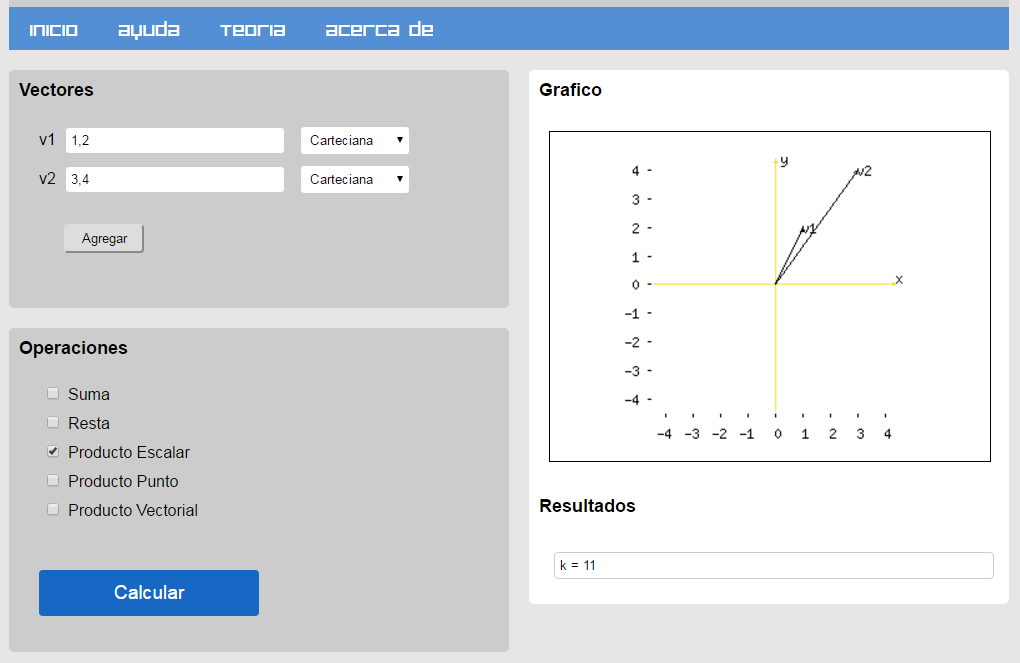 inicio ayuda teoria acerca de
Vectores
v1 1,2 Carteciana
v2 3,4 Carteciana
Agregar
Operaciones
Suma
Resta
Producto Escalar
Producto Punto
Producto Vectorial
Calcular
Grafico
y
4 v2
3
2 v1
1
0 x
-1
-2
-3
-4
-4 -3 -2 -1 0 1 2 3 4
Resultados
k = 11